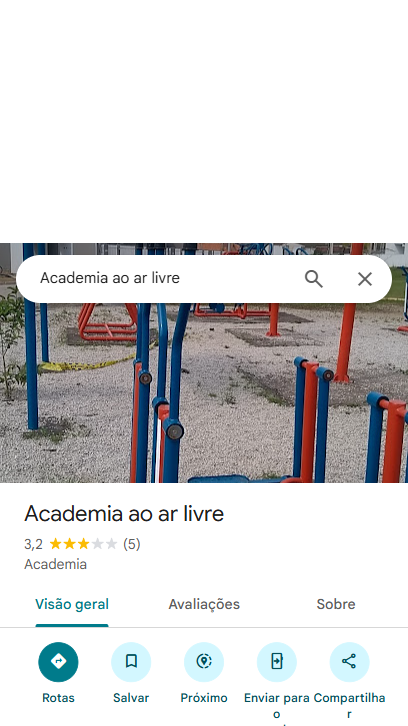 Academia ao ar livre
Academia ao ar livre
3,2 (5)
Academia
Visão geral Avaliações Sobre
Rotas Salvar Próximo Enviar para o Compartilhar